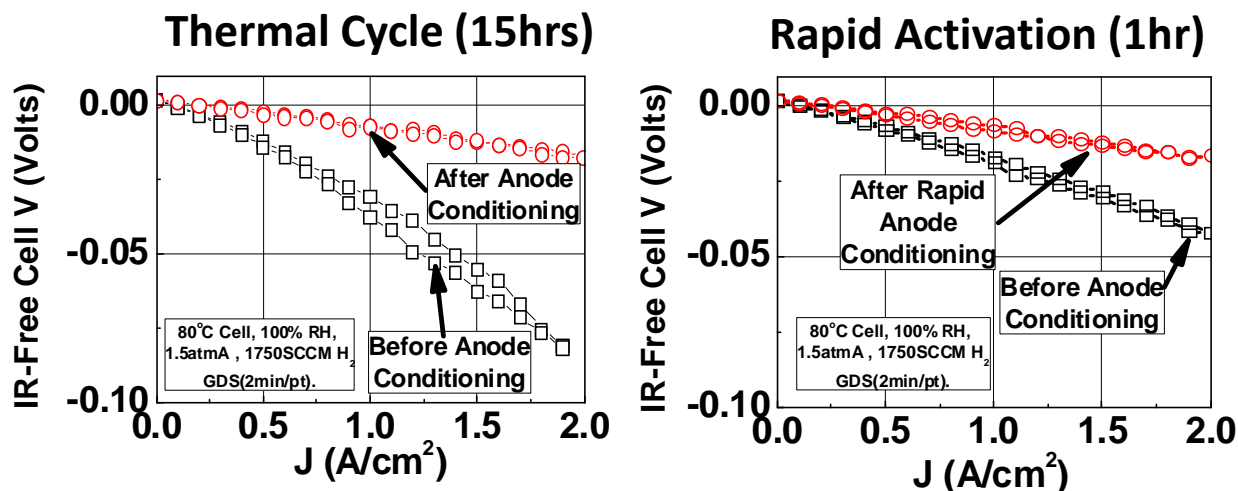 Thermal Cycle (15hrs)
IR-Free Cell V (Volts)
0.00
-0.05
-0.10
0.0
0.5
1.0
1.5
2.0
J (A/cm²)
After Anode
Conditioning
Before Anode
Conditioning
80°C Cell, 100% RH,
1.5atmA , 1750SCCM H₂
GDS(2min/pt).
Rapid Activation (1hr)
IR-Free Cell V (Volts)
0.00
-0.05
-0.10
0.0
0.5
1.0
1.5
2.0
J (A/cm²)
After Rapid
Anode
Conditioning
Before Anode
Conditioning
80°C Cell, 100% RH,
1.5atmA , 1750SCCM H₂
GDS(2min/pt).